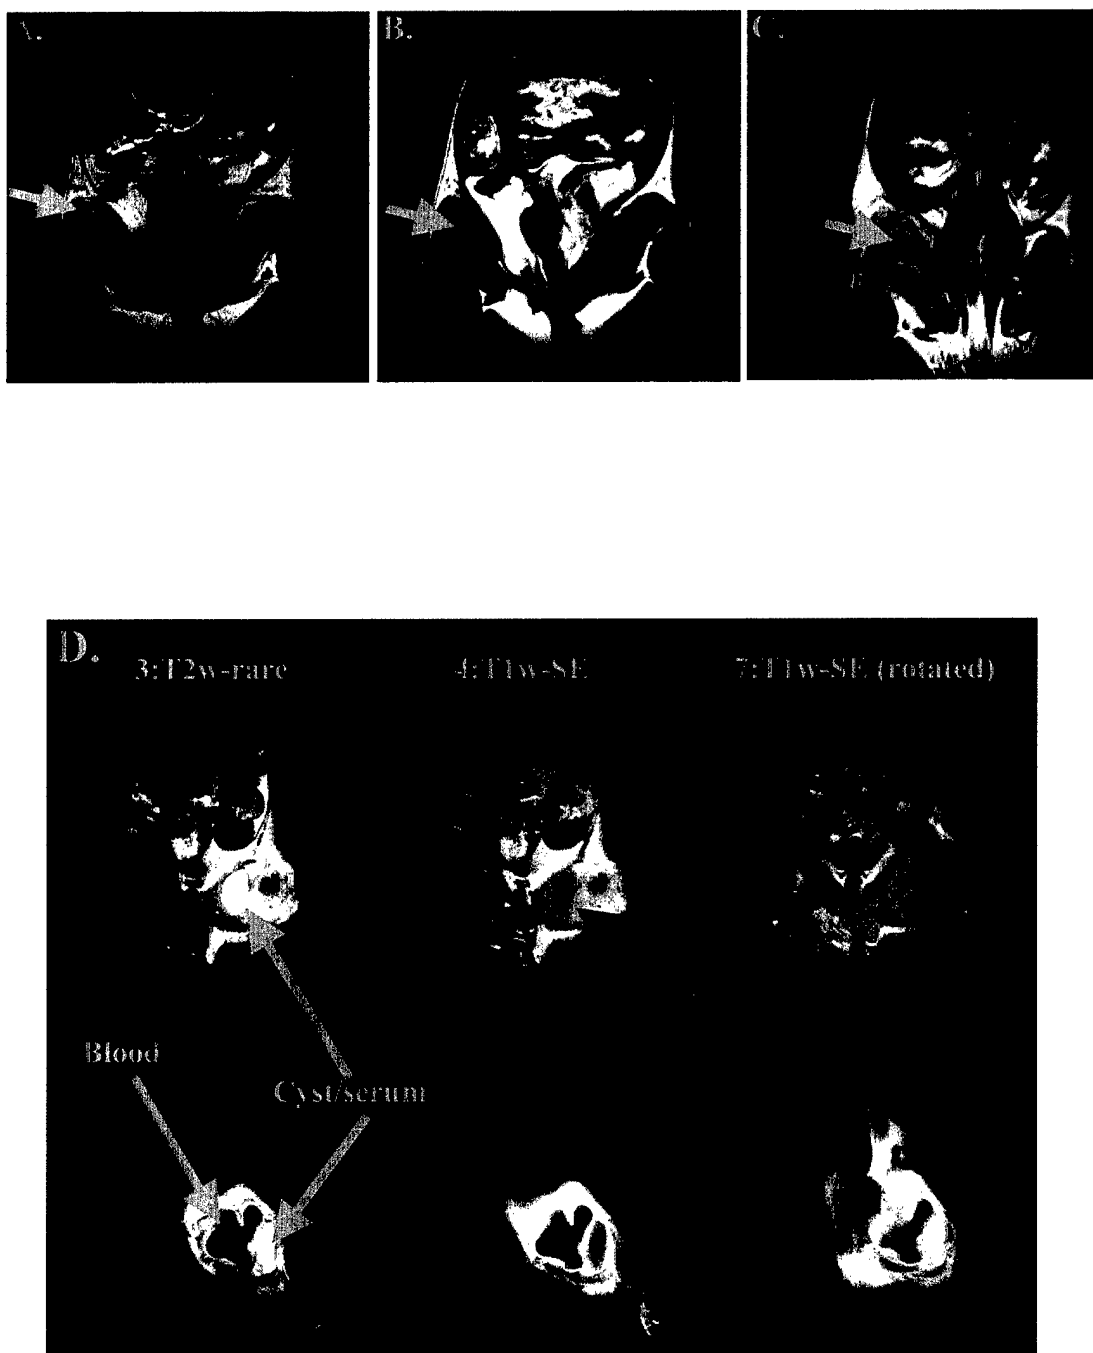 A.
B.
C.
D.
3:T2w-rare
4:T1w-SE
7:T1w-SE (rotated)
Blood
Cyst/serum